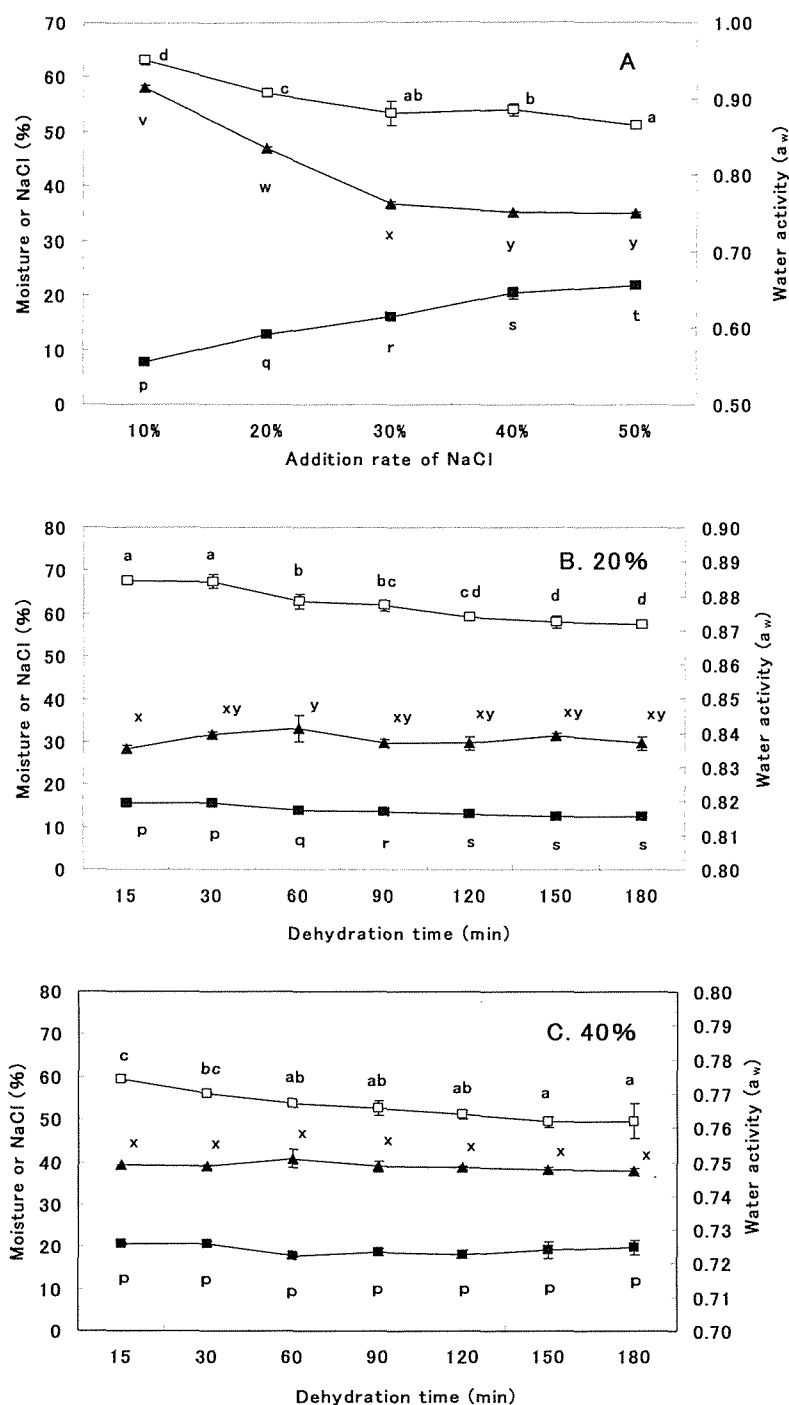 A
Moisture or NaCl (%)
70
60
50
40
30
20
10
0
Water activity (aw)
1.00
0.90
0.80
0.70
0.60
0.50
d
c
ab
b
a
v
w
x
y
y
p
q
r
s
t
10% 20% 30% 40% 50%
Addition rate of NaCl
B. 20%
Moisture or NaCl (%)
80
70
60
50
40
30
20
10
0
Water activity (aw)
0.90
0.89
0.88
0.87
0.86
0.85
0.84
0.83
0.82
0.81
0.80
a a b bc cd d d
x xy y xy xy xy xy
p p q r s s s
15 30 60 90 120 150 180
Dehydration time (min)
C. 40%
Moisture or NaCl (%)
80
70
60
50
40
30
20
10
0
Water activity (aw)
0.80
0.79
0.78
0.77
0.76
0.75
0.74
0.73
0.72
0.71
0.70
c bc ab ab ab a a
x x x x x x x
p p p p p p p
15 30 60 90 120 150 180
Dehydration time (min)